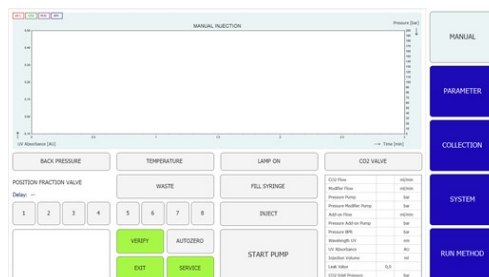 MANUAL INJECTION
Pressure [bar]
UV Absorbance [AU]
Time [min]
MANUAL
PARAMETER
COLLECTION
SYSTEM
RUN METHOD
BACK PRESSURE
TEMPERATURE
LAMP ON
CO2 VALVE
POSITION FRACTION VALVE
Delay: --
1 2 3 4 5 6 7 8
WASTE
FILL SYRINGE
INJECT
VERIFY
AUTOZERO
EXIT
SERVICE
START PUMP
CO2 Flow ml/min
Modifier Flow ml/min
Pressure Pump bar
Pressure Modifier Pump bar
Add-on Flow ml/min
Pressure Add-on Pump bar
Pressure BPR bar
Wavelength UV nm
UV Absorbance AU
Injection Volume ml
Leak Value 0,0
CO2 Inlet Pressure bar